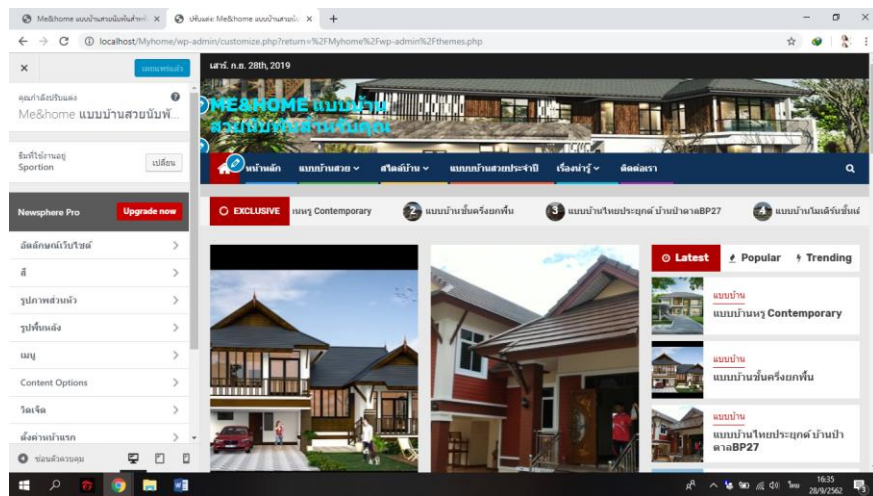 Me&home แบบบ้านสวยนับพันสำหรั
ปรับแต่ง: Me&home แบบบ้านสวยนับ
localhost/Myhome/wp-admin/customize.php?return=%2FMyhome%2Fwp-admin%2Fthemes.php
เผยแพร่แล้ว
เสาร์. ก.ย. 28th, 2019
คุณกำลังปรับแต่ง
Me&home แบบบ้านสวยนับพั...
ME&HOME แบบบ้าน
สวยนับพันสำหรับคุณ
ธีมที่ใช้งานอยู่
Sportion
เปลี่ยน
หน้าหลัก แบบบ้านสวย สไตล์บ้าน แบบบ้านสวยประจำปี เรื่องน่ารู้ ติดต่อเรา
Newsphere Pro Upgrade now
EXCLUSIVE นหรู Contemporary 2 แบบบ้านชั้นครึ่งยกพื้น 3 แบบบ้านไทยประยุกต์ บ้านป่าตาลBP27 4 แบบบ้านโมเดิร์นชั้นเ
อัตลักษณ์เว็บไซต์
สี
รูปภาพส่วนหัว
รูปพื้นหลัง
เมนู
Content Options
วิดเจ็ต
ตั้งค่าหน้าแรก
ซ่อนตัวควบคุม
Latest Popular Trending
แบบบ้าน
แบบบ้านหรู Contemporary
แบบบ้าน
แบบบ้านชั้นครึ่งยกพื้น
แบบบ้าน
แบบบ้านไทยประยุกต์ บ้านป่า
ตาลBP27
ไทย
16:35
28/9/2562